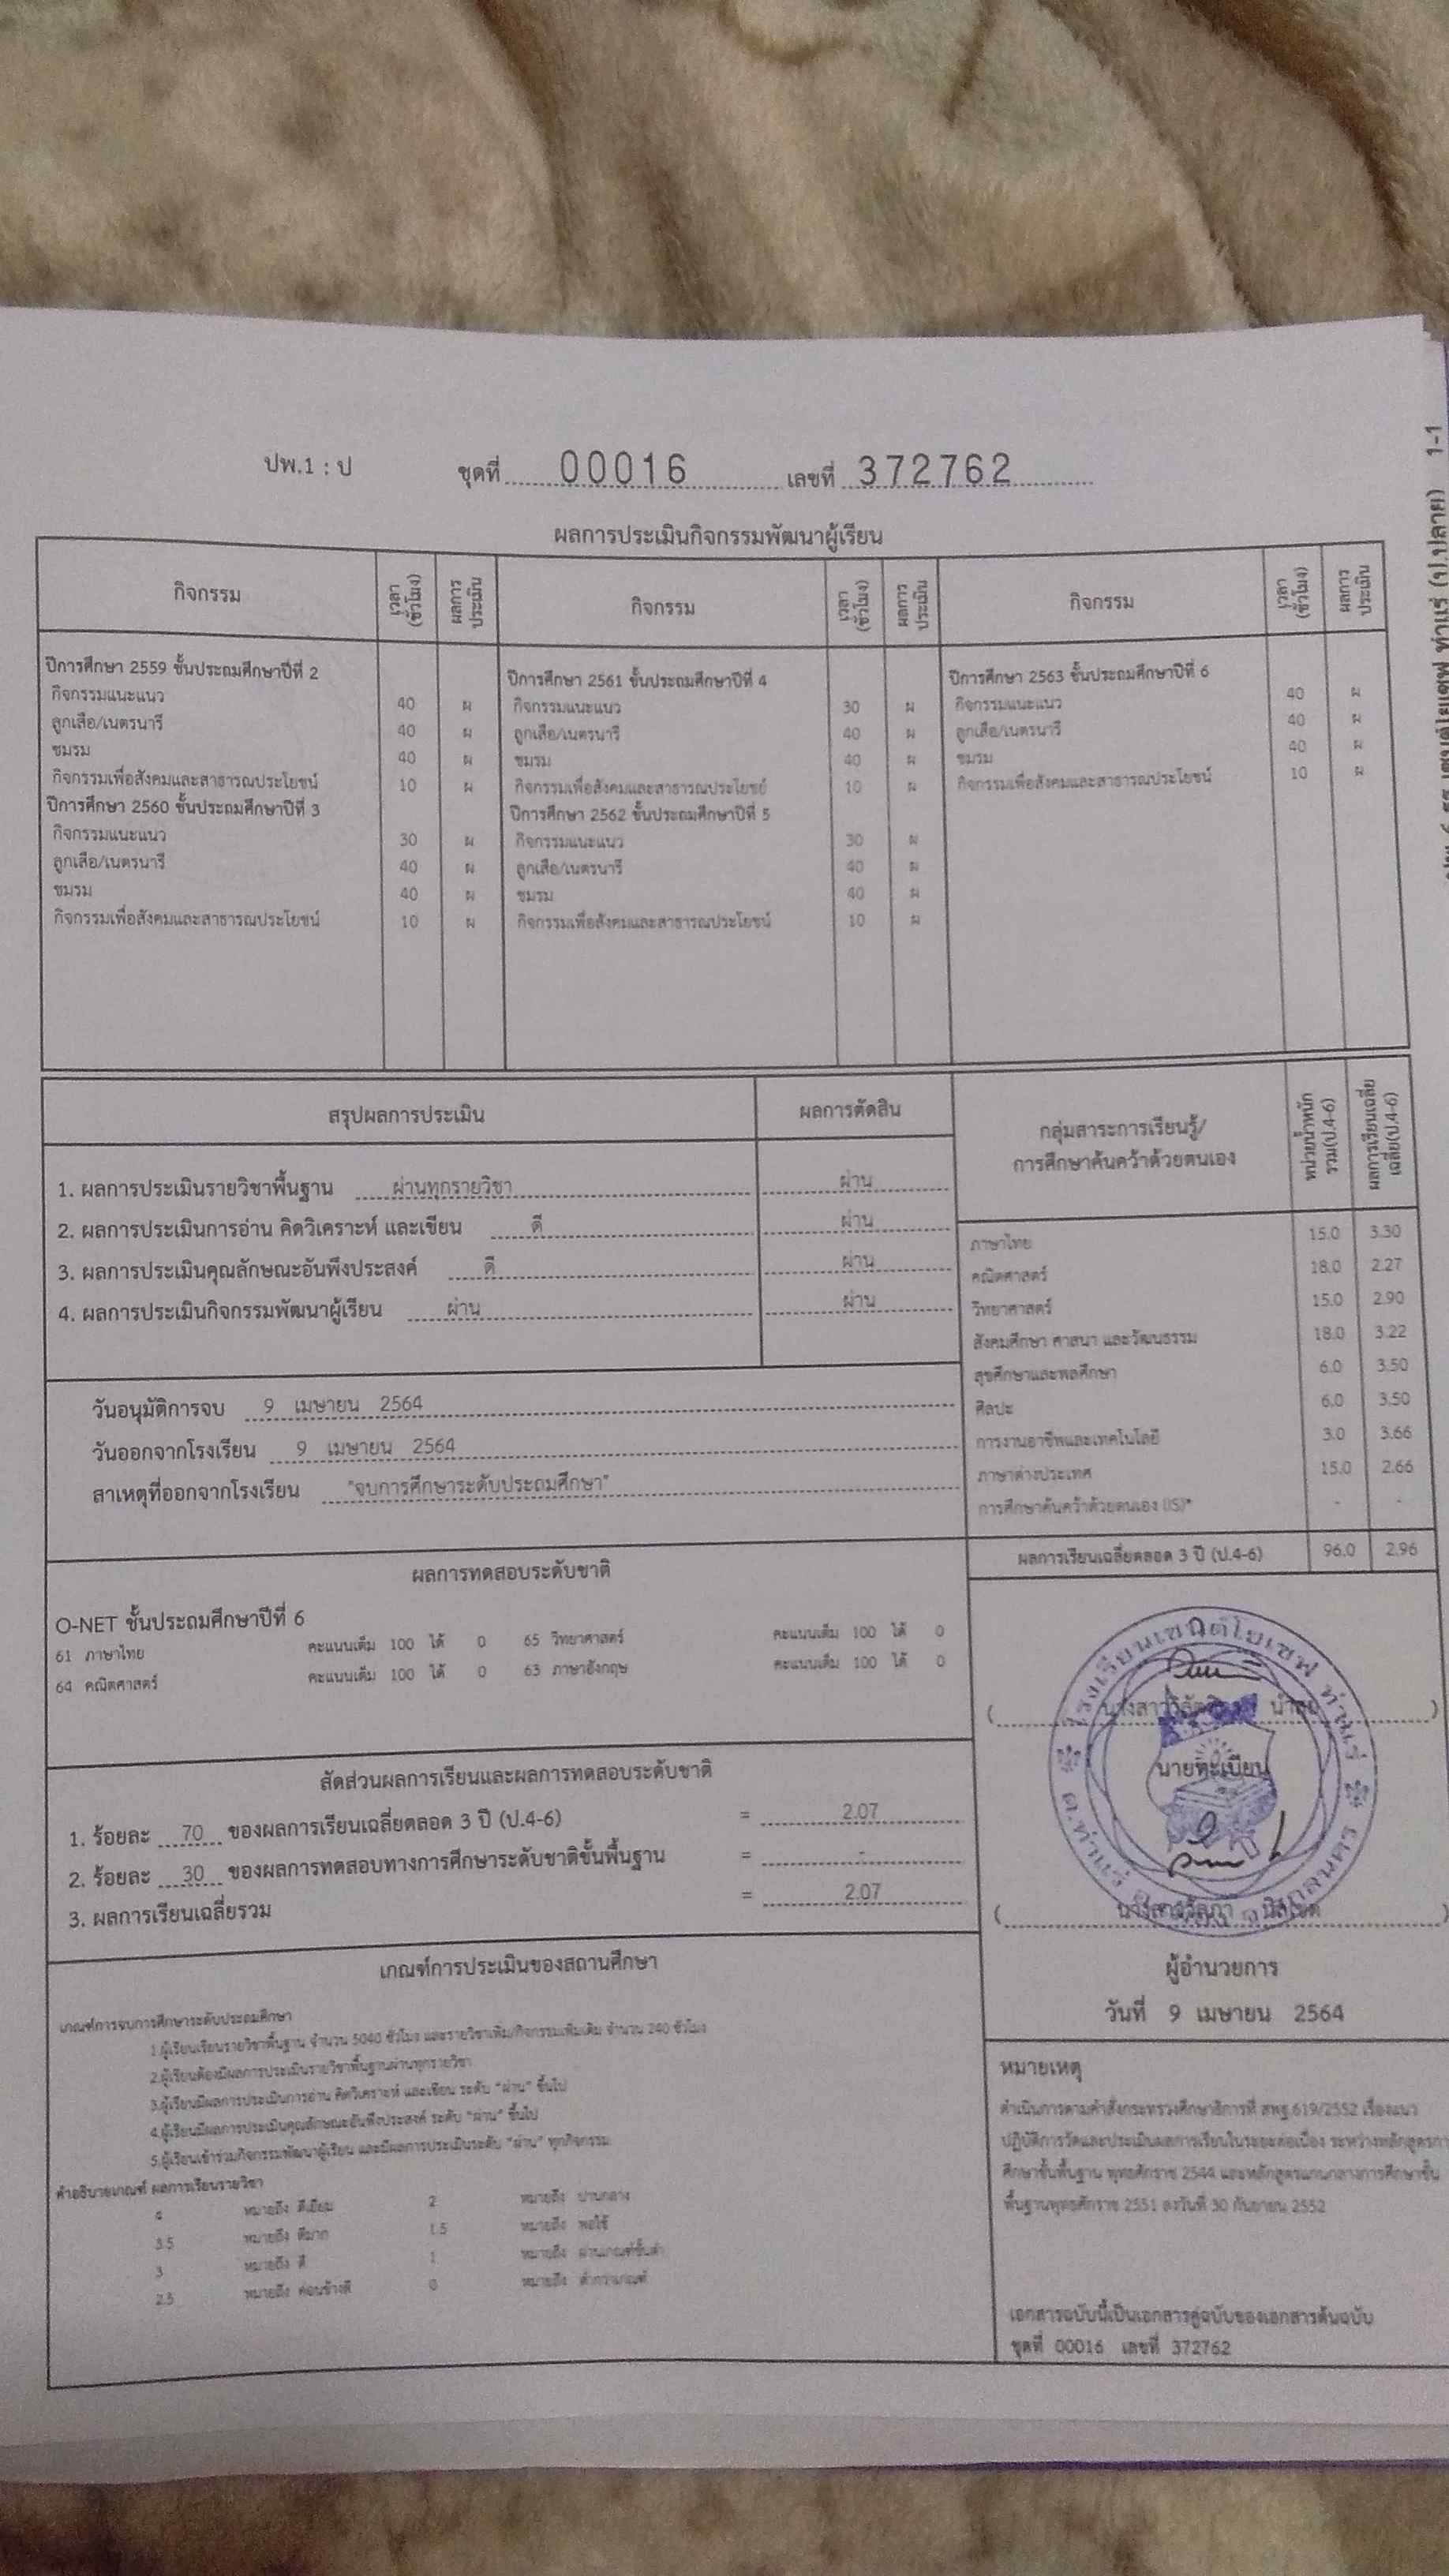 ปพ.1 : ป ชุดที่ 00016 เลขที่ 372762
ผลการประเมินกิจกรรมพัฒนาผู้เรียน
กิจกรรม เวลา (ชั่วโมง) ผลการประเมิน กิจกรรม เวลา (ชั่วโมง) ผลการประเมิน กิจกรรม เวลา (ชั่วโมง) ผลการประเมิน
ปีการศึกษา 2559 ชั้นประถมศึกษาปีที่ 2
กิจกรรมแนะแนว 40 ผ
ลูกเสือ/เนตรนารี 40 ผ
ชมรม 40 ผ
กิจกรรมเพื่อสังคมและสาธารณประโยชน์ 10 ผ
ปีการศึกษา 2560 ชั้นประถมศึกษาปีที่ 3
กิจกรรมแนะแนว 30 ผ
ลูกเสือ/เนตรนารี 40 ผ
ชมรม 40 ผ
กิจกรรมเพื่อสังคมและสาธารณประโยชน์ 10 ผ
ปีการศึกษา 2561 ชั้นประถมศึกษาปีที่ 4
กิจกรรมแนะแนว 30 ผ
ลูกเสือ/เนตรนารี 40 ผ
ชมรม 40 ผ
กิจกรรมเพื่อสังคมและสาธารณประโยชย์ 10 ผ
ปีการศึกษา 2562 ชั้นประถมศึกษาปีที่ 5
กิจกรรมแนะแนว 30 ผ
ลูกเสือ/เนตรนารี 40 ผ
ชมรม 40 ผ
กิจกรรมเพื่อสังคมและสาธารณประโยชน์ 10 ผ
ปีการศึกษา 2563 ชั้นประถมศึกษาปีที่ 6
กิจกรรมแนะแนว 40 ผ
ลูกเสือ/เนตรนารี 40 ผ
ชมรม 40 ผ
กิจกรรมเพื่อสังคมและสาธารณประโยชน์ 10 ผ
สรุปผลการประเมิน ผลการตัดสิน
1. ผลการประเมินรายวิชาพื้นฐาน ผ่านทุกรายวิชา ผ่าน
2. ผลการประเมินการอ่าน คิดวิเคราะห์ และเขียน ดี ผ่าน
3. ผลการประเมินคุณลักษณะอันพึงประสงค์ ดี ผ่าน
4. ผลการประเมินกิจกรรมพัฒนาผู้เรียน ผ่าน ผ่าน
วันอนุมัติการจบ 9 เมษายน 2564
วันออกจากโรงเรียน 9 เมษายน 2564
สาเหตุที่ออกจากโรงเรียน "จบการศึกษาระดับประถมศึกษา"
กลุ่มสาระการเรียนรู้/
การศึกษาค้นคว้าด้วยตนเอง
หน่วยน้ำหนัก
รวม(ป.4-6)
ผลการเรียนเฉลี่ย
เฉลี่ย(ป.4-6)
ภาษาไทย 15.0 3.30
คณิตศาสตร์ 18.0 2.27
วิทยาศาสตร์ 15.0 2.90
สังคมศึกษา ศาสนา และวัฒนธรรม 18.0 3.22
สุขศึกษาและพลศึกษา 6.0 3.50
ศิลปะ 6.0 3.50
การงานอาชีพและเทคโนโลยี 3.0 3.66
ภาษาต่างประเทศ 15.0 2.66
การศึกษาค้นคว้าด้วยตนเอง (IS)* - -
ผลการเรียนเฉลี่ยตลอด 3 ปี (ป.4-6) 96.0 2.96
ผลการทดสอบระดับชาติ
O-NET ชั้นประถมศึกษาปีที่ 6
61 ภาษาไทย คะแนนเต็ม 100 ได้ 0 65 วิทยาศาสตร์ คะแนนเต็ม 100 ได้ 0
64 คณิตศาสตร์ คะแนนเต็ม 100 ได้ 0 63 ภาษาอังกฤษ คะแนนเต็ม 100 ได้ 0
สัดส่วนผลการเรียนและผลการทดสอบระดับชาติ
1. ร้อยละ 70 ของผลการเรียนเฉลี่ยตลอด 3 ปี (ป.4-6) = 2.07
2. ร้อยละ 30 ของผลการทดสอบทางการศึกษาระดับชาติขั้นพื้นฐาน = -
3. ผลการเรียนเฉลี่ยรวม = 2.07
โรงเรียนเซนต์โยเซฟ ท่าแร่
ต.ท่าแร่
นางสาว
นายทะเบียน
ผู้อำนวยการ
วันที่ 9 เมษายน 2564
เกณฑ์การประเมินของสถานศึกษา
เกณฑ์การจบการศึกษาระดับประถมศึกษา
1.ผู้เรียนเรียนรายวิชาพื้นฐาน จำนวน 5040 ชั่วโมง และรายวิชาเพิ่ม/กิจกรรมเพิ่มเติม จำนวน 240 ชั่วโมง
2.ผู้เรียนต้องมีผลการประเมินรายวิชาพื้นฐานผ่านทุกรายวิชา
3.ผู้เรียนมีผลการประเมินการอ่าน คิดวิเคราะห์ และเขียน ระดับ "ผ่าน" ขึ้นไป
4.ผู้เรียนมีผลการประเมินคุณลักษณะอันพึงประสงค์ ระดับ "ผ่าน" ขึ้นไป
5.ผู้เรียนเข้าร่วมกิจกรรมพัฒนาผู้เรียน และมีผลการประเมินระดับ "ผ่าน" ทุกกิจกรรม
คำอธิบายเกณฑ์ ผลการเรียนรายวิชา
4 หมายถึง ดีเยี่ยม 2 หมายถึง ปานกลาง
3.5 หมายถึง ดีมาก 1.5 หมายถึง พอใช้
3 หมายถึง ดี 1 หมายถึง ผ่านเกณฑ์ขั้นต่ำ
2.5 หมายถึง ค่อนข้างดี 0 หมายถึง ต่ำกว่าเกณฑ์
หมายเหตุ
ดำเนินการตามคำสั่งกระทรวงศึกษาธิการที่ สพฐ.619/2552 เรื่องแนว
ปฏิบัติการวัดและประเมินผลการเรียนในระยะต่อเนื่อง ระหว่างหลักสูตรกา
ศึกษาขั้นพื้นฐาน พุทธศักราช 2544 และหลักสูตรแกนกลางการศึกษาขั้น
พื้นฐานพุทธศักราช 2551 ลงวันที่ 30 กันยายน 2552
เอกสารฉบับนี้เป็นเอกสารคู่ฉบับของเอกสารต้นฉบับ
ชุดที่ 00016 เลขที่ 372762
เซนต์โยเซฟ ท่าแร่ (ป.ปลาย) 1-1